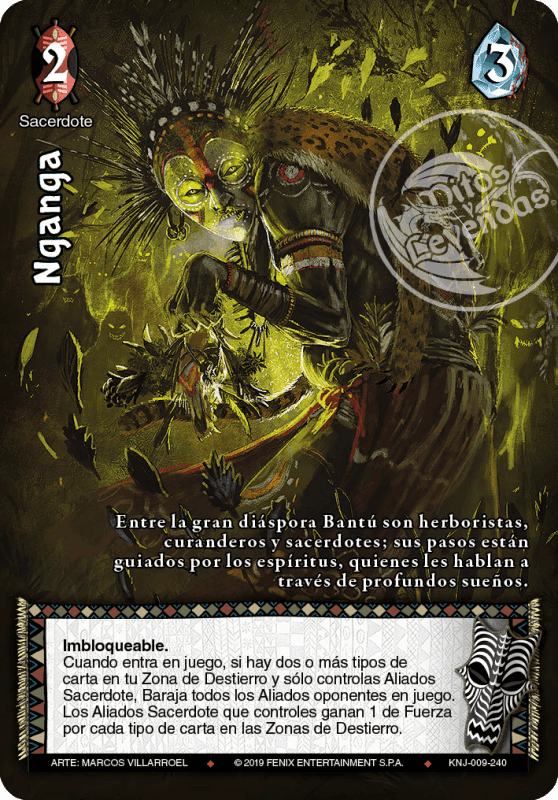 2
3
Sacerdote
Nganga
Mitos
y
Leyendas
Entre la gran diáspora Bantú son herboristas,
curanderos y sacerdotes; sus pasos están
guiados por los espíritus, quienes les hablan a
través de profundos sueños.
Imbloqueable.
Cuando entra en juego, si hay dos o más tipos de
carta en tu Zona de Destierro y sólo controlas Aliados
Sacerdote, Baraja todos los Aliados oponentes en juego.
Los Aliados Sacerdote que controles ganan 1 de Fuerza
por cada tipo de carta en las Zonas de Destierro.
ARTE: MARCOS VILLARROEL ◆ © 2019 FENIX ENTERTAINMENT S.P.A. ◆ KNJ-009-240